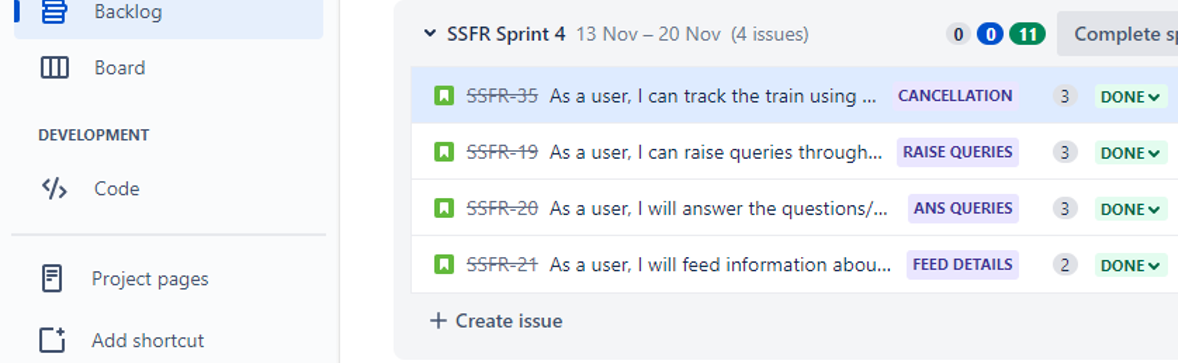 Backlog
Board
DEVELOPMENT
Code
Project pages
Add shortcut
SSFR Sprint 4 13 Nov – 20 Nov (4 issues) 0 0 11 Complete sp
SSFR-35 As a user, I can track the train using ... CANCELLATION 3 DONE
SSFR-19 As a user, I can raise queries through... RAISE QUERIES 3 DONE
SSFR-20 As a user, I will answer the questions/... ANS QUERIES 3 DONE
SSFR-21 As a user, I will feed information abou... FEED DETAILS 2 DONE
+ Create issue